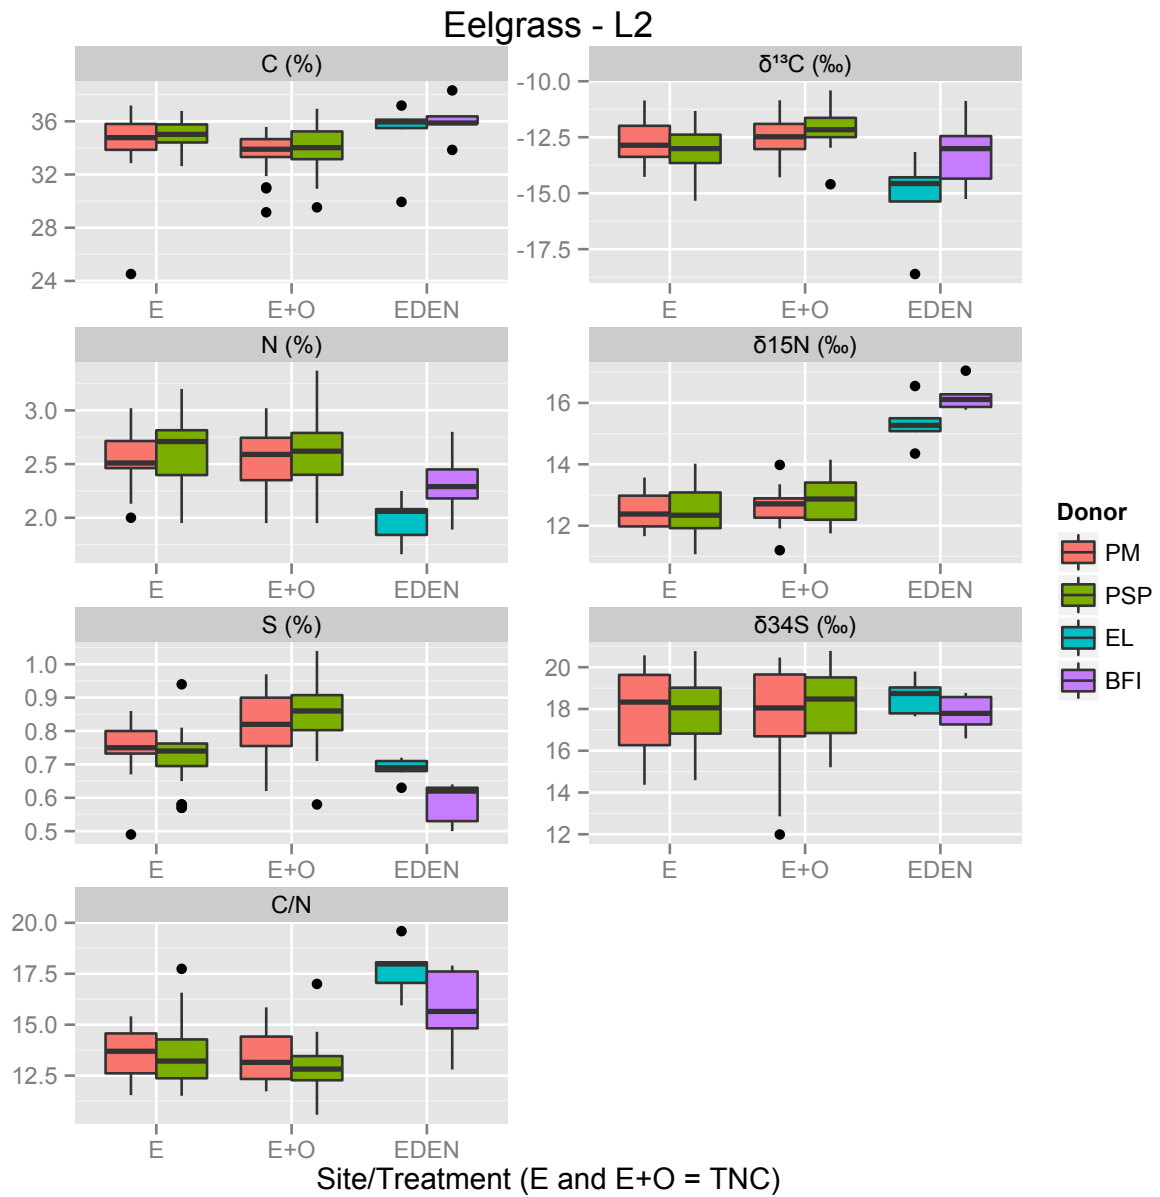 Eelgrass - L2
C (%)
36
32
28
24
E E+O EDEN
δ¹³C (‰)
-10.0
-12.5
-15.0
-17.5
E E+O EDEN
N (%)
3.0
2.5
2.0
E E+O EDEN
δ15N (‰)
16
14
12
E E+O EDEN
S (%)
1.0
0.9
0.8
0.7
0.6
0.5
E E+O EDEN
δ34S (‰)
20
18
16
14
12
E E+O EDEN
C/N
20.0
17.5
15.0
12.5
E E+O EDEN
Site/Treatment (E and E+O = TNC)
Donor
PM
PSP
EL
BFI